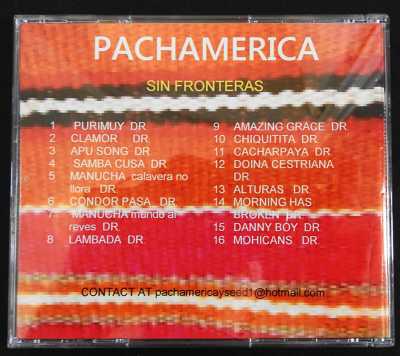 PACHAMERICA
SIN FRONTERAS
1 PURIMUY DR.
2 CLAMOR DR.
3 APU SONG DR.
4 SAMBA CUSA DR.
5 MANUCHA calavera no
llora DR.
6 CONDOR PASA DR.
7 MANUCHA mundo al
reves DR.
8 LAMBADA DR.
9 AMAZING GRACE DR.
10 CHIQUITITA DR.
11 CACHARPAYA DR.
12 DOINA CESTRIANA
DR.
13 ALTURAS DR.
14 MORNING HAS
BROKEN DR.
15 DANNY BOY DR.
16 MOHICANS DR.
CONTACT AT pachamericayseed1@hotmail.com